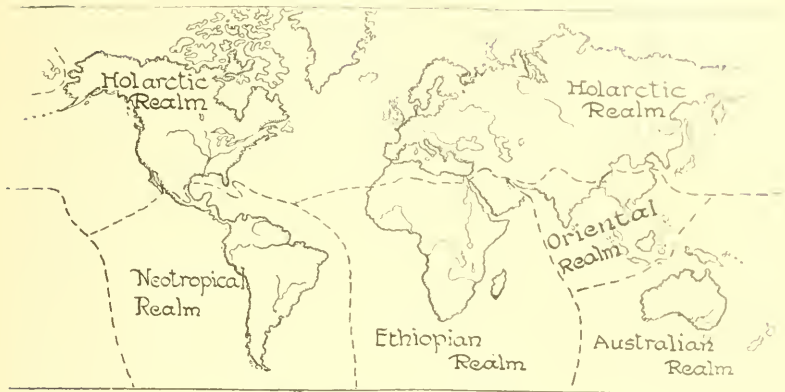 Holarctic
Realm
Holarctic
Realm
Oriental
Realm
Neotropical
Realm
Ethiopian
Realm
Australian
Realm